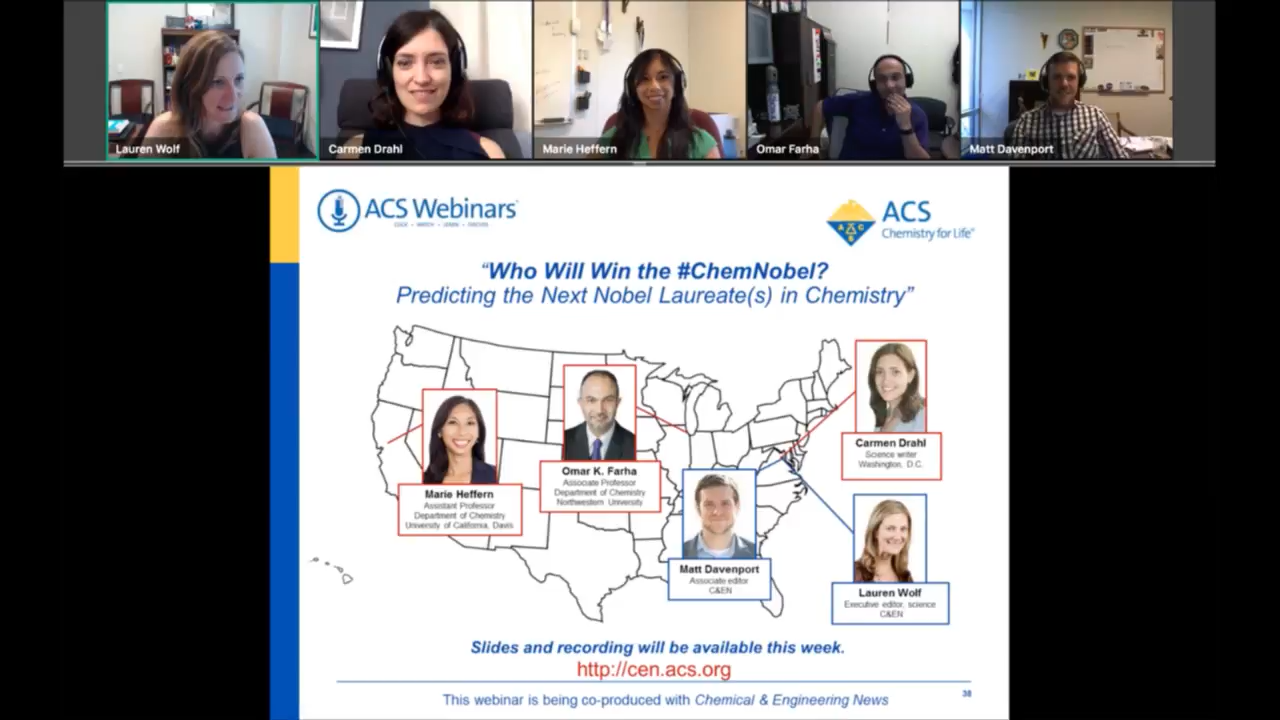 Lauren Wolf
Carmen Drahl
Marie Heffern
Omar Farha
Matt Davenport
ACS Webinars
CLICK • WATCH • LEARN • DISCUSS
ACS
Chemistry for Life
A C S
"Who Will Win the #ChemNobel?
Predicting the Next Nobel Laureate(s) in Chemistry"
Carmen Drahl
Science writer
Washington, D.C.
Omar K. Farha
Associate Professor
Department of Chemistry
Northwestern University
Marie Heffern
Assistant Professor
Department of Chemistry
University of California, Davis
Matt Davenport
Associate editor
C&EN
Lauren Wolf
Executive editor, science
C&EN
Slides and recording will be available this week.
http://cen.acs.org
This webinar is being co-produced with Chemical & Engineering News
38